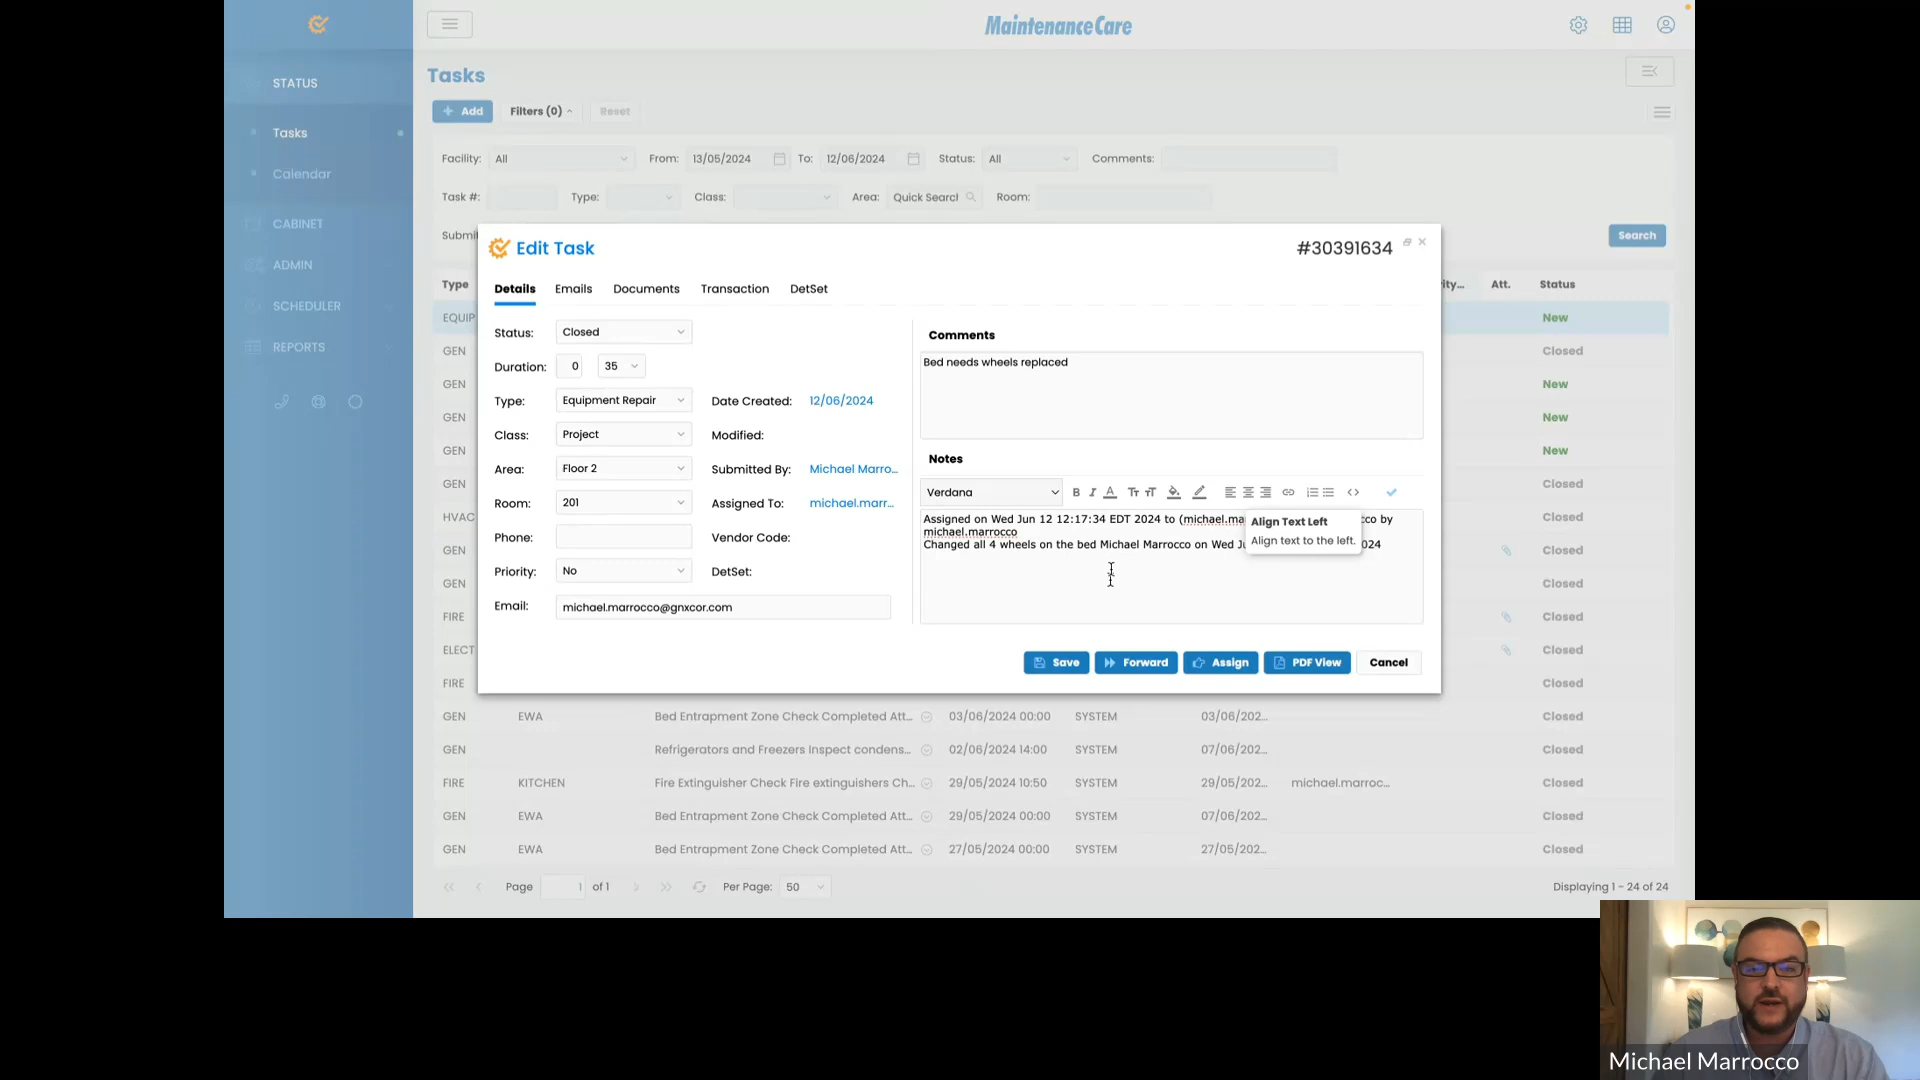 MaintenanceCare
STATUS
Tasks
Calendar
CABINET
ADMIN
SCHEDULER
REPORTS
Tasks
Add
Filters (0)
Reset
Facility: All From: 13/05/2024 To: 12/06/2024 Status: All Comments:
Task #: Type: Class: Area: Quick Search Room:
Submi
Search
Type ity... Att. Status
EQUIP New
GEN Closed
GEN New
GEN New
GEN New
GEN Closed
HVAC Closed
GEN Closed
GEN Closed
FIRE Closed
ELECT Closed
FIRE Closed
Edit Task
#30391634
Details Emails Documents Transaction DetSet
Status: Closed
Duration: 0 35
Type: Equipment Repair Date Created: 12/06/2024
Class: Project Modified:
Area: Floor 2 Submitted By: Michael Marro...
Room: 201 Assigned To: michael.marr...
Phone: Vendor Code:
Priority: No DetSet:
Email: michael.marrocco@gnxcor.com
Comments
Bed needs wheels replaced
Notes
Verdana
Assigned on Wed Jun 12 12:17:34 EDT 2024 to (michael.ma cco by
michael.marrocco
Changed all 4 wheels on the bed Michael Marrocco on Wed Ju 024
Align Text Left
Align text to the left.
Save Forward Assign PDF View Cancel
GEN EWA Bed Entrapment Zone Check Completed Att... 03/06/2024 00:00 SYSTEM 03/06/202... Closed
GEN Refrigerators and Freezers Inspect condens... 02/06/2024 14:00 SYSTEM 07/06/202... Closed
FIRE KITCHEN Fire Extinguisher Check Fire extinguishers Ch... 29/05/2024 10:50 SYSTEM 29/05/202... michael.marroc... Closed
GEN EWA Bed Entrapment Zone Check Completed Att... 29/05/2024 00:00 SYSTEM 07/06/202... Closed
GEN EWA Bed Entrapment Zone Check Completed Att... 27/05/2024 00:00 SYSTEM 27/05/202... Closed
Page 1 of 1 Per Page: 50 Displaying 1 - 24 of 24
Michael Marrocco